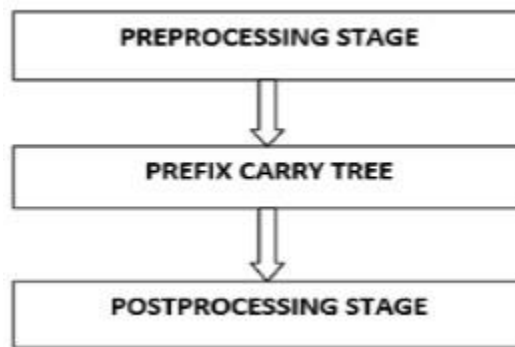 PREPROCESSING STAGE
PREFIX CARRY TREE
POSTPROCESSING STAGE